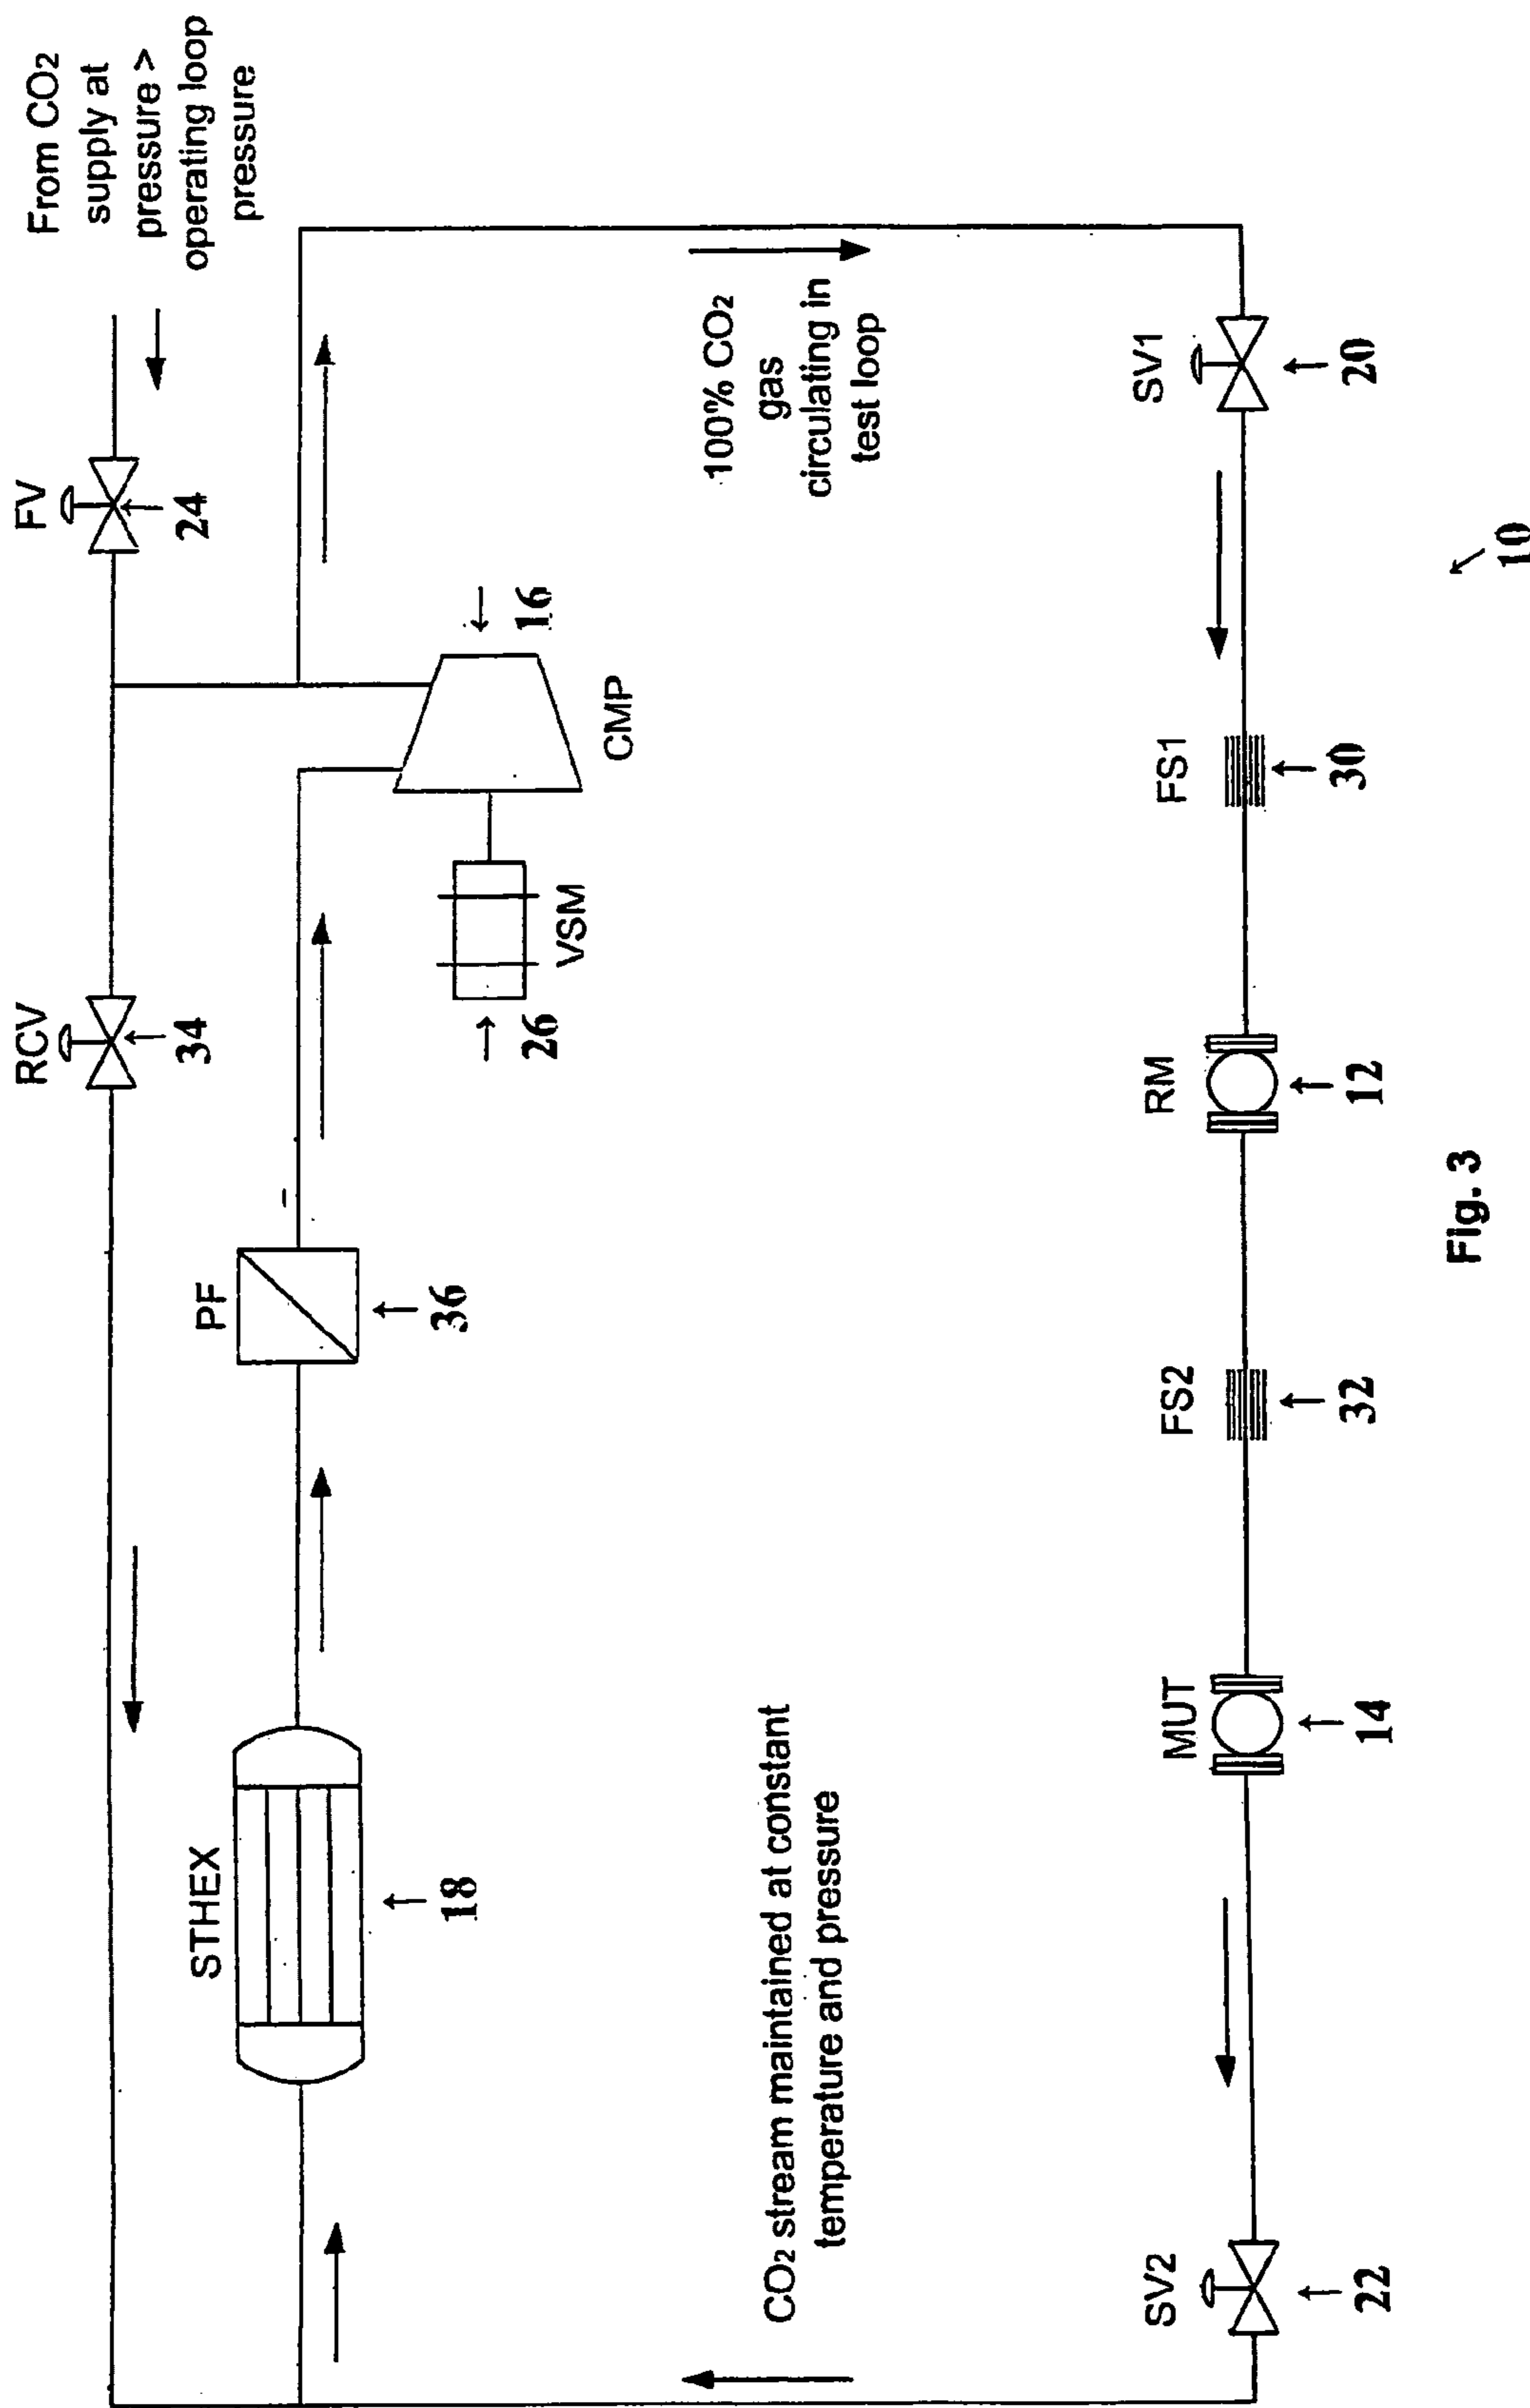 From CO2
supply at
pressure >
operating loop
pressure
FV
24
RCV
34
STHEX
18
PF
36
VSM
26
CMP
16
100% CO2
gas
circulating in
test loop
CO2 stream maintained at constant
temperature and pressure
SV2
22
MUT
14
FS2
32
RM
12
FS1
30
SV1
20
10
Fig. 3